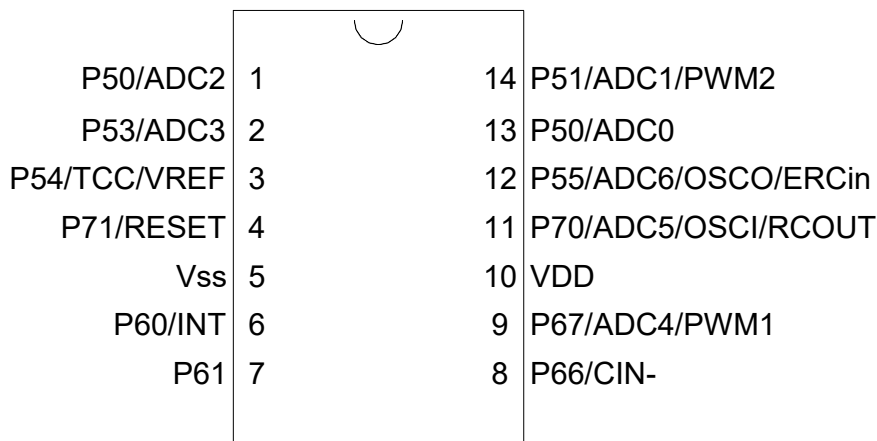 P50/ADC2 1 14 P51/ADC1/PWM2
P53/ADC3 2 13 P50/ADC0
P54/TCC/VREF 3 12 P55/ADC6/OSCO/ERCin
P71/RESET 4 11 P70/ADC5/OSCI/RCOUT
Vss 5 10 VDD
P60/INT 6 9 P67/ADC4/PWM1
P61 7 8 P66/CIN-